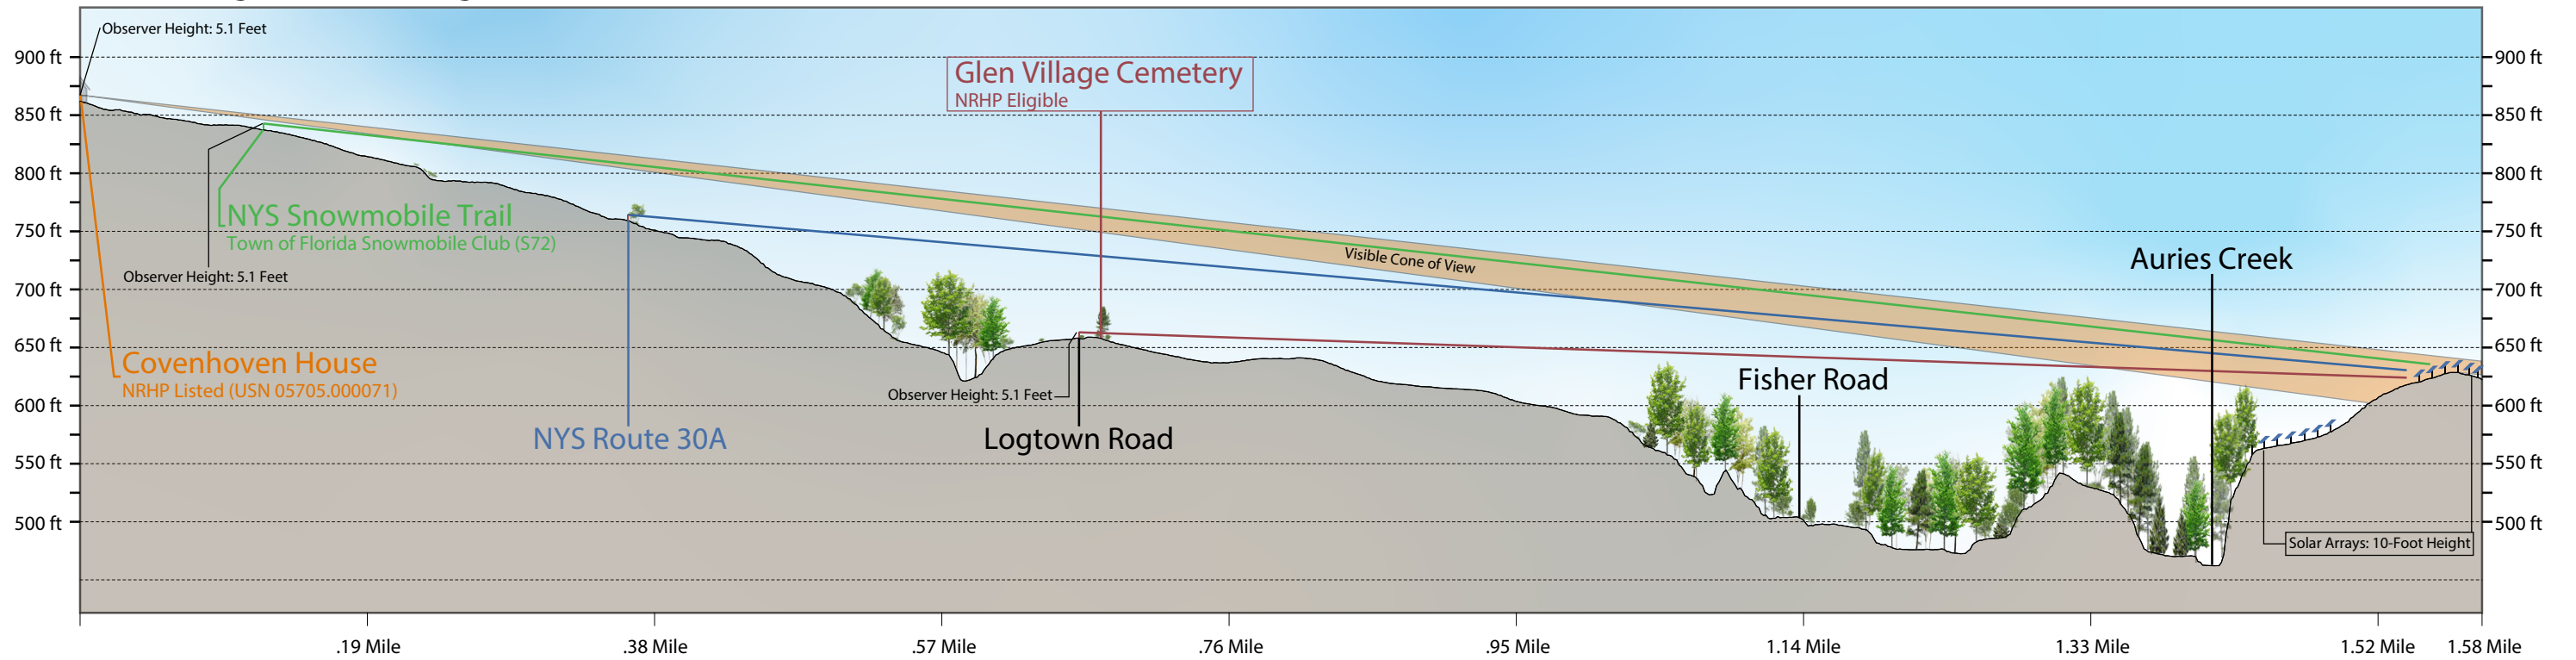 Observer Height: 5.1 Feet
900 ft
850 ft
800 ft
750 ft
700 ft
650 ft
600 ft
550 ft
500 ft
Glen Village Cemetery
NRHP Eligible
NYS Snowmobile Trail
Town of Florida Snowmobile Club (S72)
Observer Height: 5.1 Feet
Visible Cone of View
Auries Creek
Covenhoven House
NRHP Listed (USN 05705.000071)
Observer Height: 5.1 Feet
Fisher Road
NYS Route 30A
Logtown Road
Solar Arrays: 10-Foot Height
900 ft
850 ft
800 ft
750 ft
700 ft
650 ft
600 ft
550 ft
500 ft
.19 Mile
.38 Mile
.57 Mile
.76 Mile
.95 Mile
1.14 Mile
1.33 Mile
1.52 Mile
1.58 Mile